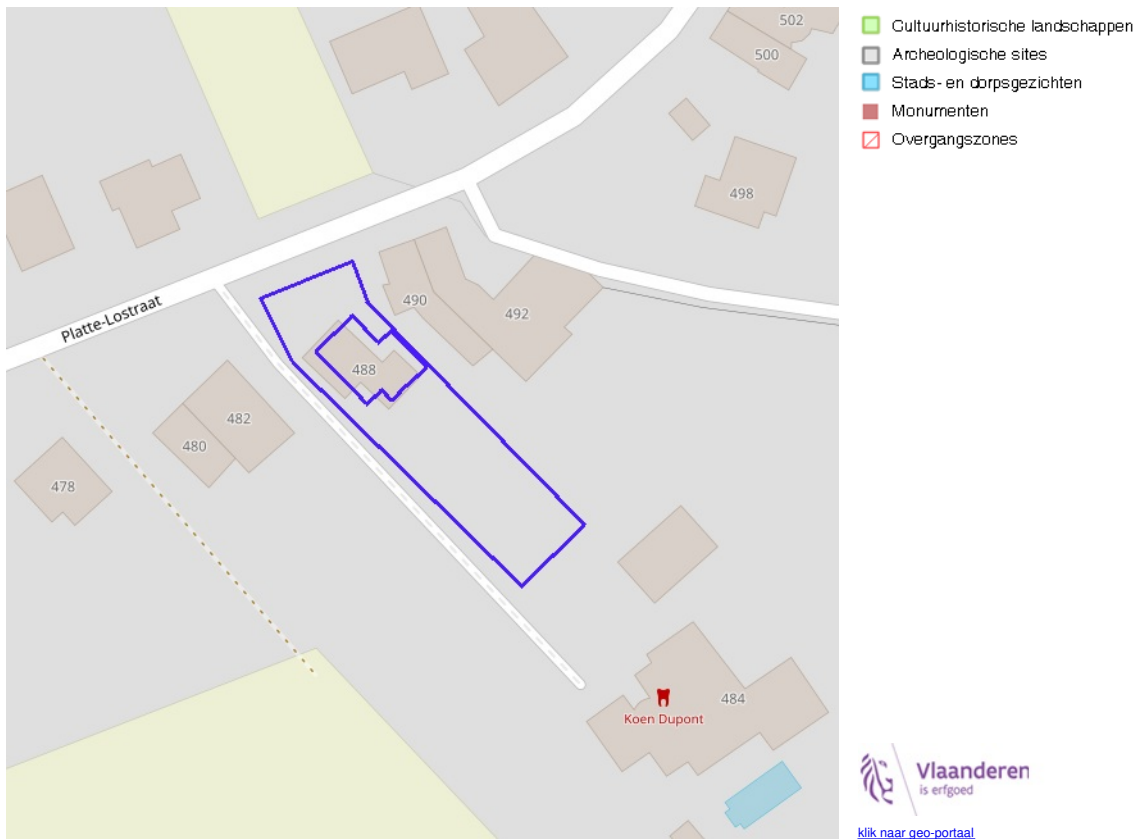 502
500
498
490
492
Platte-Lostraat
488
482
480
478
484
Koen Dupont
Cultuurhistorische landschappen
Archeologische sites
Stads- en dorpsgezichten
Monumenten
Overgangszones
Vlaanderen
is erfgoed
klik naar geo-portaal